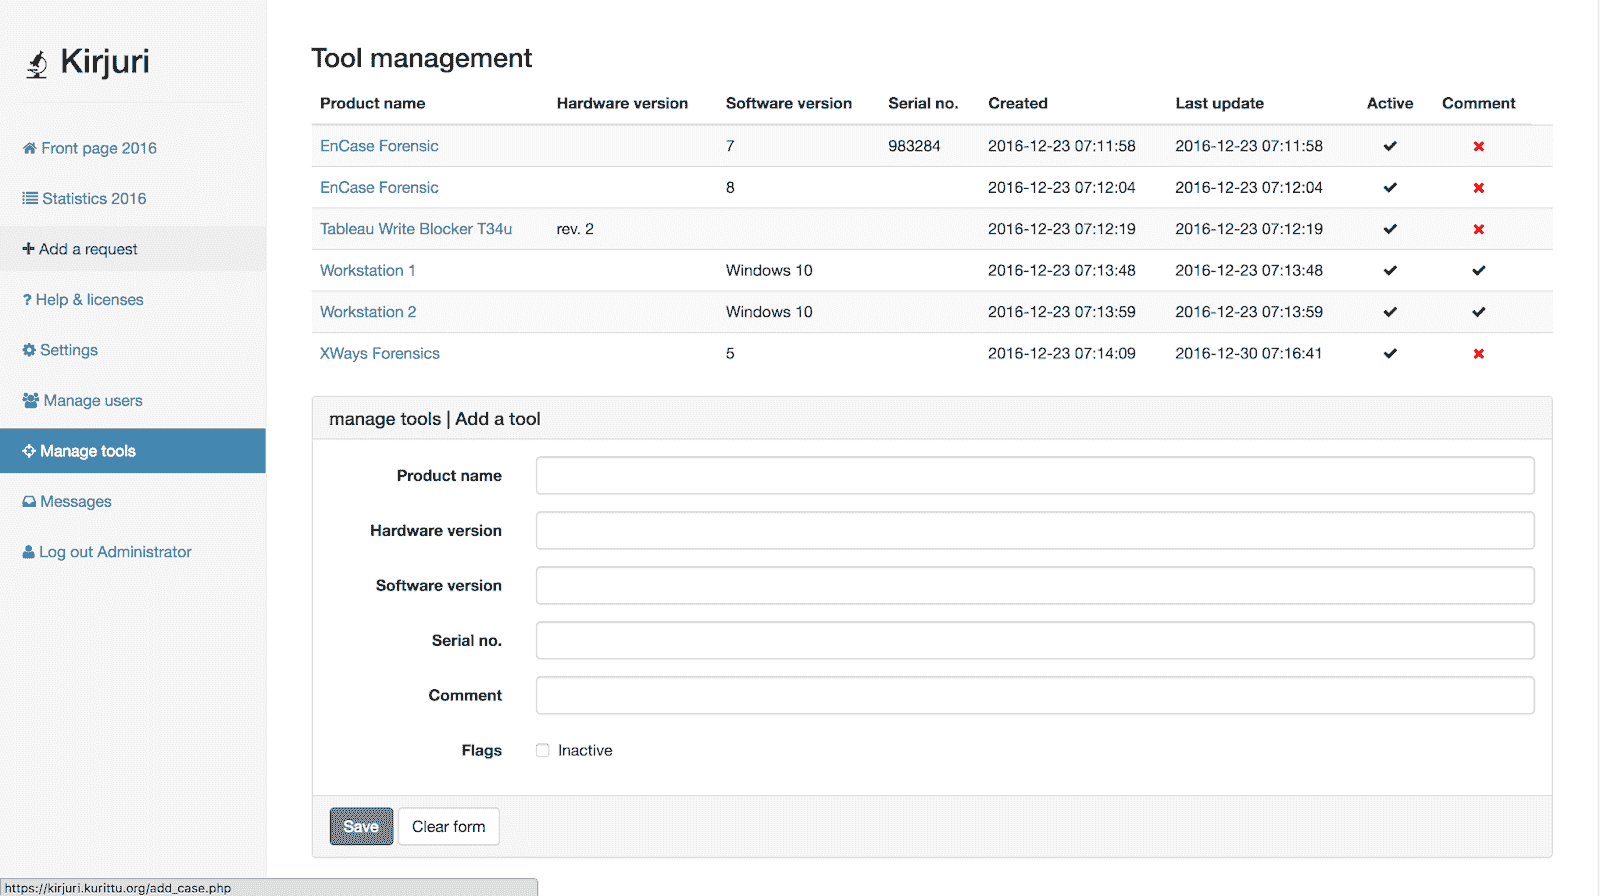 Kirjuri
Front page 2016
Statistics 2016
Add a request
? Help & licenses
Settings
Manage users
Manage tools
Messages
Log out Administrator
Tool management
Product name Hardware version Software version Serial no. Created Last update Active Comment
EnCase Forensic 7 983284 2016-12-23 07:11:58 2016-12-23 07:11:58
EnCase Forensic 8 2016-12-23 07:12:04 2016-12-23 07:12:04
Tableau Write Blocker T34u rev. 2 2016-12-23 07:12:19 2016-12-23 07:12:19
Workstation 1 Windows 10 2016-12-23 07:13:48 2016-12-23 07:13:48
Workstation 2 Windows 10 2016-12-23 07:13:59 2016-12-23 07:13:59
XWays Forensics 5 2016-12-23 07:14:09 2016-12-30 07:16:41
manage tools | Add a tool
Product name
Hardware version
Software version
Serial no.
Comment
Flags Inactive
Save Clear form
https://kirjuri.kurittu.org/add_case.php